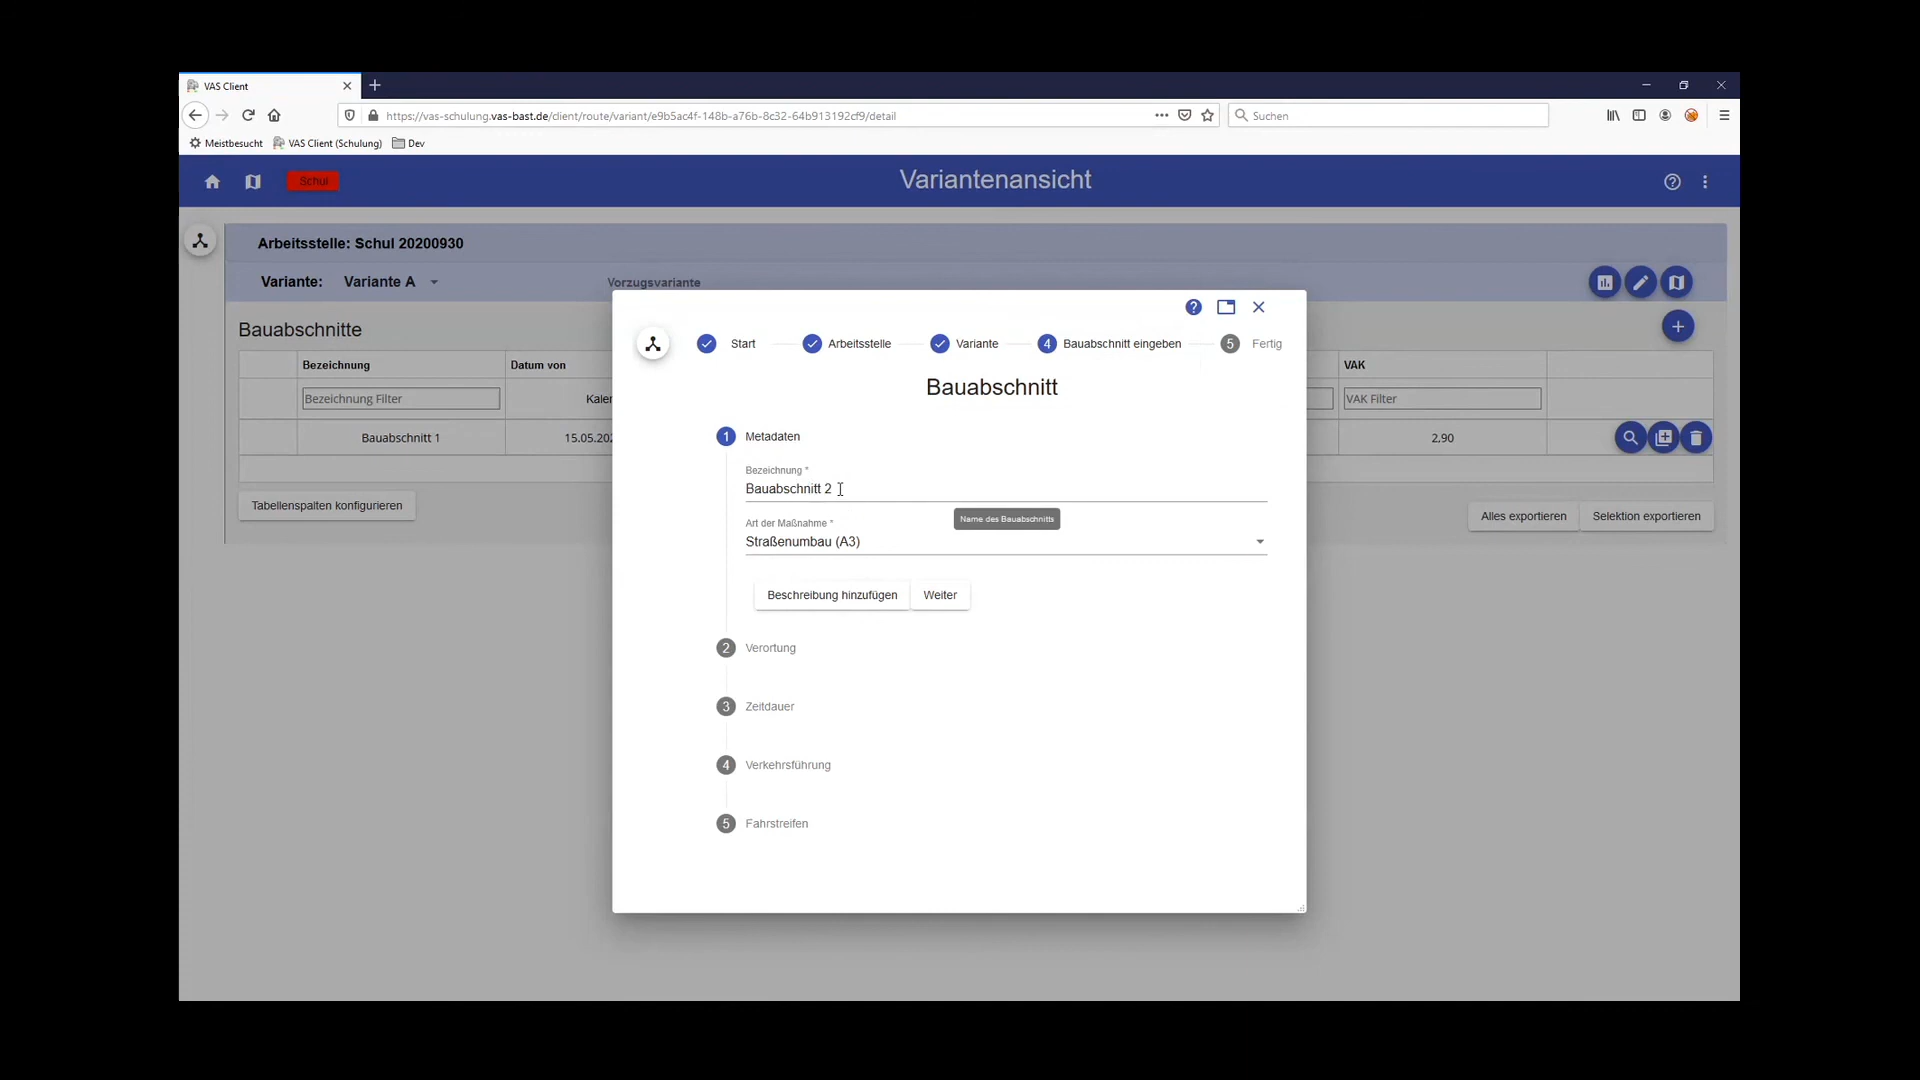 VAS Client
https://vas-schulung.vas-bast.de/client/route/variant/e9b5ac4f-148b-a76b-8c32-64b913192cf9/detail
Suchen
Meistbesucht VAS Client (Schulung) Dev
Schul
Variantenansicht
Arbeitsstelle: Schul 20200930
Variante: Variante A Vorzugsvariante
Bauabschnitte
Bezeichnung Datum von VAK
Bezeichnung Filter Kaler VAK Filter
Bauabschnitt 1 15.05.202 2,90
Tabellenspalten konfigurieren
Alles exportieren Selektion exportieren
Start Arbeitsstelle Variante 4 Bauabschnitt eingeben 5 Fertig
Bauabschnitt
1 Metadaten
Bezeichnung *
Bauabschnitt 2
Name des Bauabschnitts
Art der Maßnahme *
Straßenumbau (A3)
Beschreibung hinzufügen Weiter
2 Verortung
3 Zeitdauer
4 Verkehrsführung
5 Fahrstreifen